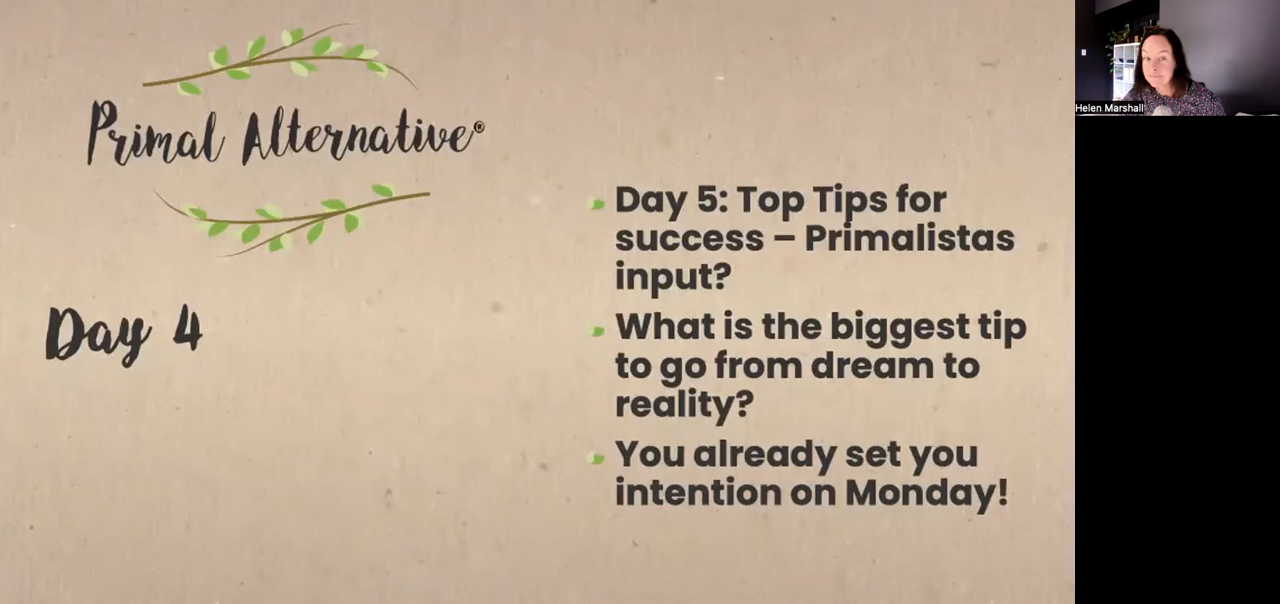 Primal Alternative®
Day 4
Day 5: Top Tips for
success – Primalistas
input?
What is the biggest tip
to go from dream to
reality?
You already set you
intention on Monday!
Helen Marshall